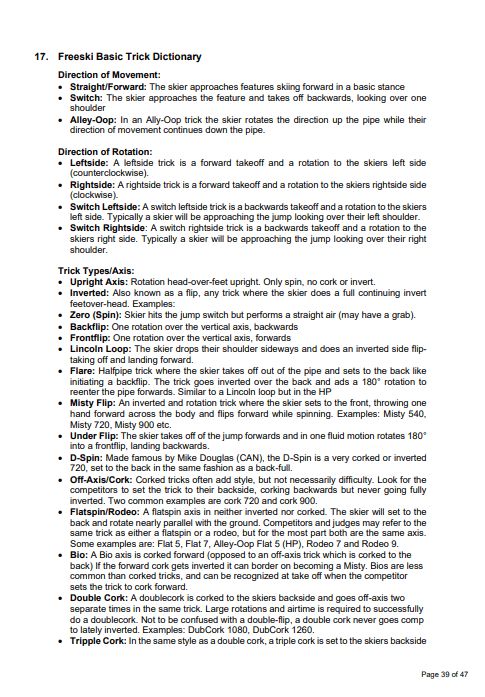 17. Freeski Basic Trick Dictionary
Direction of Movement:
• Straight/Forward: The skier approaches features skiing forward in a basic stance
• Switch: The skier approaches the feature and takes off backwards, looking over one
shoulder
• Alley-Oop: In an Ally-Oop trick the skier rotates the direction up the pipe while their
direction of movement continues down the pipe.
Direction of Rotation:
• Leftside: A leftside trick is a forward takeoff and a rotation to the skiers left side
(counterclockwise).
• Rightside: A rightside trick is a forward takeoff and a rotation to the skiers rightside side
(clockwise).
• Switch Leftside: A switch leftside trick is a backwards takeoff and a rotation to the skiers
left side. Typically a skier will be approaching the jump looking over their left shoulder.
• Switch Rightside: A switch rightside trick is a backwards takeoff and a rotation to the
skiers right side. Typically a skier will be approaching the jump looking over their right
shoulder.
Trick Types/Axis:
• Upright Axis: Rotation head-over-feet upright. Only spin, no cork or invert.
• Inverted: Also known as a flip, any trick where the skier does a full continuing invert
feetover-head. Examples:
• Zero (Spin): Skier hits the jump switch but performs a straight air (may have a grab).
• Backflip: One rotation over the vertical axis, backwards
• Frontflip: One rotation over the vertical axis, forwards
• Lincoln Loop: The skier drops their shoulder sideways and does an inverted side flip-
taking off and landing forward.
• Flare: Halfpipe trick where the skier takes off out of the pipe and sets to the back like
initiating a backflip. The trick goes inverted over the back and ads a 180° rotation to
reenter the pipe forwards. Similar to a Lincoln loop but in the HP
• Misty Flip: An inverted and rotation trick where the skier sets to the front, throwing one
hand forward across the body and flips forward while spinning. Examples: Misty 540,
Misty 720, Misty 900 etc.
• Under Flip: The skier takes off of the jump forwards and in one fluid motion rotates 180°
into a frontflip, landing backwards.
• D-Spin: Made famous by Mike Douglas (CAN), the D-Spin is a very corked or inverted
720, set to the back in the same fashion as a back-full.
• Off-Axis/Cork: Corked tricks often add style, but not necessarily difficulty. Look for the
competitors to set the trick to their backside, corking backwards but never going fully
inverted. Two common examples are cork 720 and cork 900.
• Flatspin/Rodeo: A flatspin axis in neither inverted nor corked. The skier will set to the
back and rotate nearly parallel with the ground. Competitors and judges may refer to the
same trick as either a flatspin or a rodeo, but for the most part both are the same axis.
Some examples are: Flat 5, Flat 7, Alley-Oop Flat 5 (HP), Rodeo 7 and Rodeo 9.
• Bio: A Bio axis is corked forward (opposed to an off-axis trick which is corked to the
back) If the forward cork gets inverted it can border on becoming a Misty. Bios are less
common than corked tricks, and can be recognized at take off when the competitor
sets the trick to cork forward.
• Double Cork: A doublecork is corked to the skiers backside and goes off-axis two
separate times in the same trick. Large rotations and airtime is required to successfully
do a doublecork. Not to be confused with a double-flip, a double cork never goes comp
to lately inverted. Examples: DubCork 1080, DubCork 1260.
• Tripple Cork: In the same style as a double cork, a triple cork is set to the skiers backside
Page 39 of 47